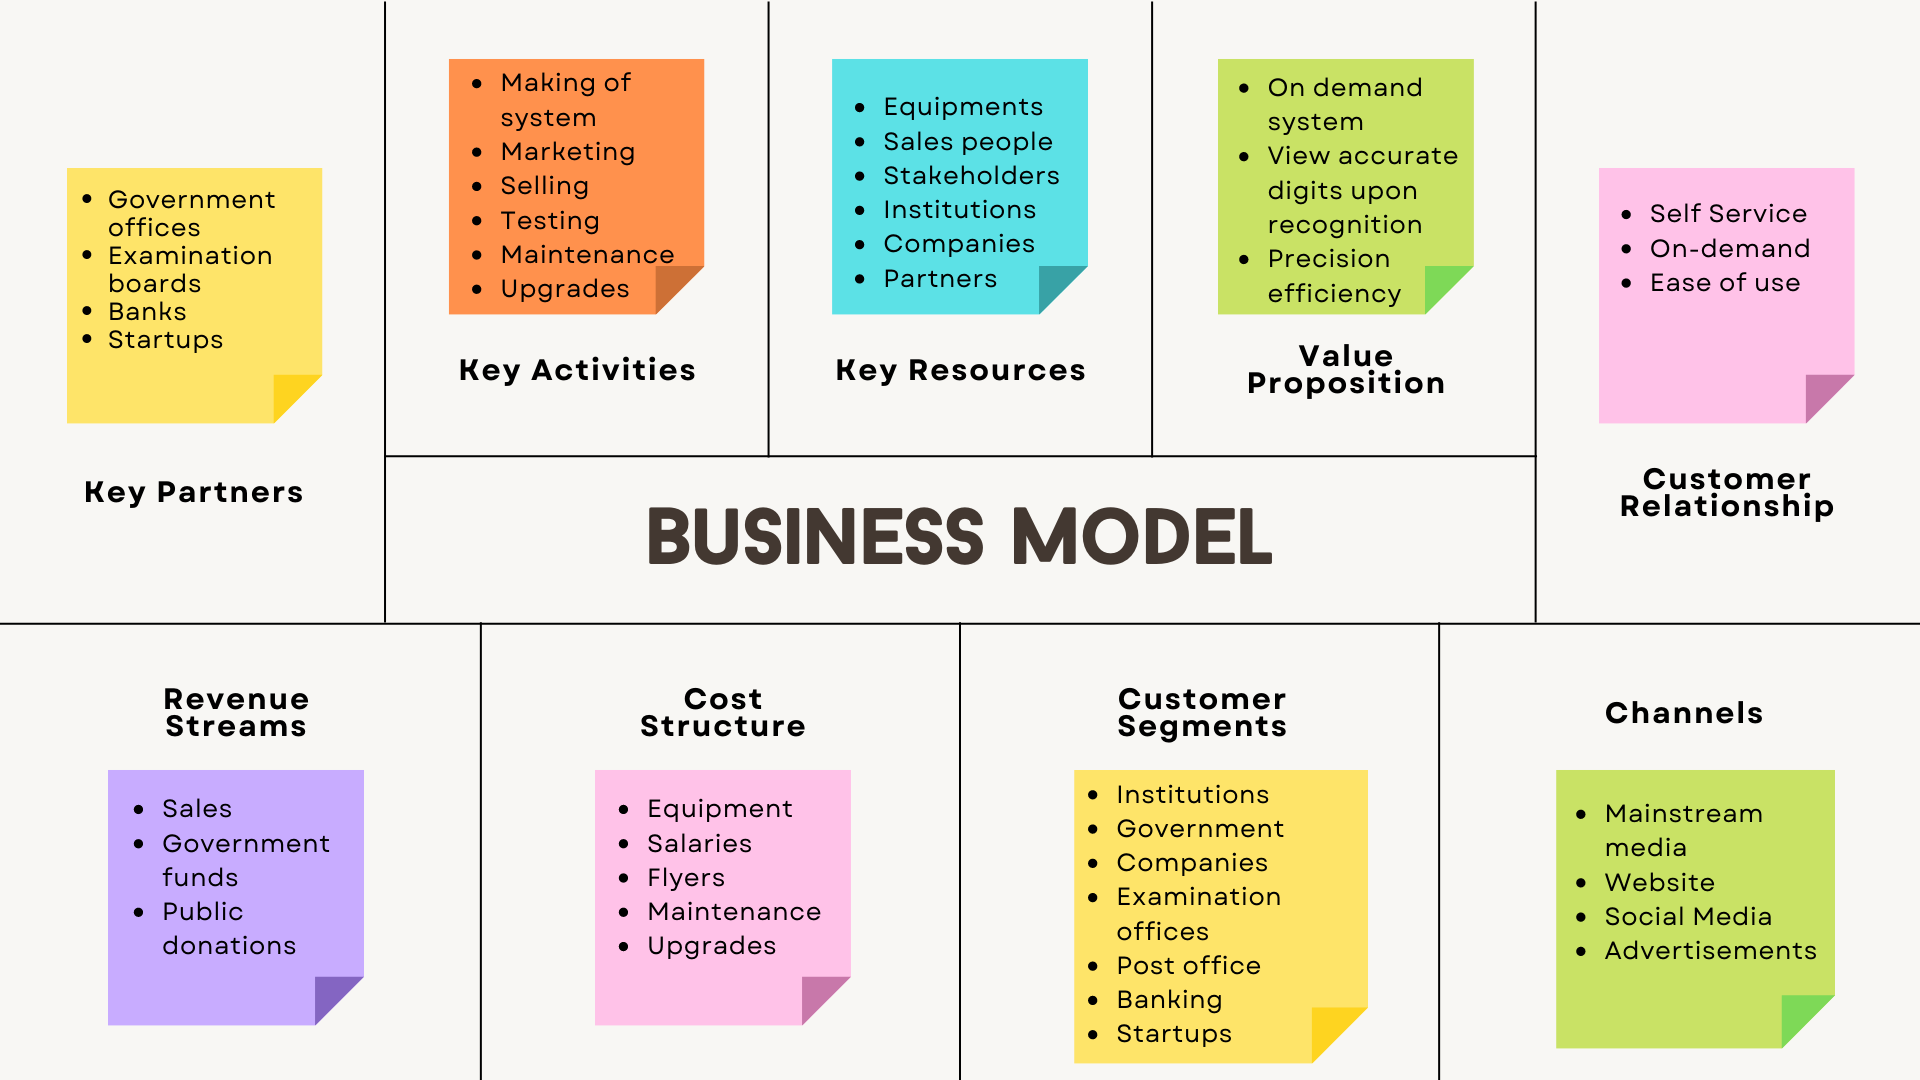 Government
offices
Examination
boards
Banks
Startups
Key Partners
Making of
system
Marketing
Selling
Testing
Maintenance
Upgrades
Key Activities
Equipments
Sales people
Stakeholders
Institutions
Companies
Partners
Key Resources
On demand
system
View accurate
digits upon
recognition
Precision
efficiency
Value
Proposition
Self Service
On-demand
Ease of use
Customer
Relationship
BUSINESS MODEL
Revenue
Streams
Sales
Government
funds
Public
donations
Cost
Structure
Equipment
Salaries
Flyers
Maintenance
Upgrades
Customer
Segments
Institutions
Government
Companies
Examination
offices
Post office
Banking
Startups
Channels
Mainstream
media
Website
Social Media
Advertisements